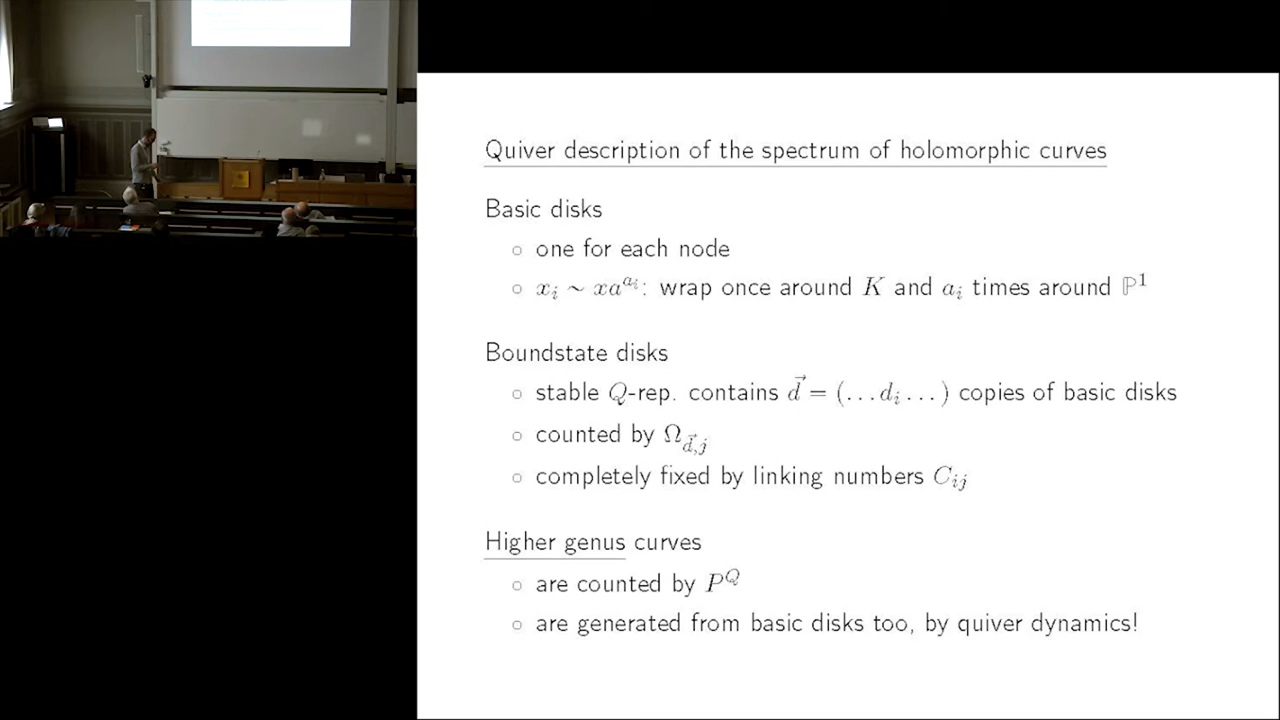 Quiver description of the spectrum of holomorphic curves
Basic disks
◦ one for each node
◦ $x_i \sim x a^{a_i}$: wrap once around $K$ and $a_i$ times around $\mathbb{P}^1$
Boundstate disks
◦ stable $Q$-rep. contains $\vec{d} = (\ldots d_i \ldots)$ copies of basic disks
◦ counted by $\Omega_{\vec{d},j}$
◦ completely fixed by linking numbers $C_{ij}$
Higher genus curves
◦ are counted by $P^Q$
◦ are generated from basic disks too, by quiver dynamics!